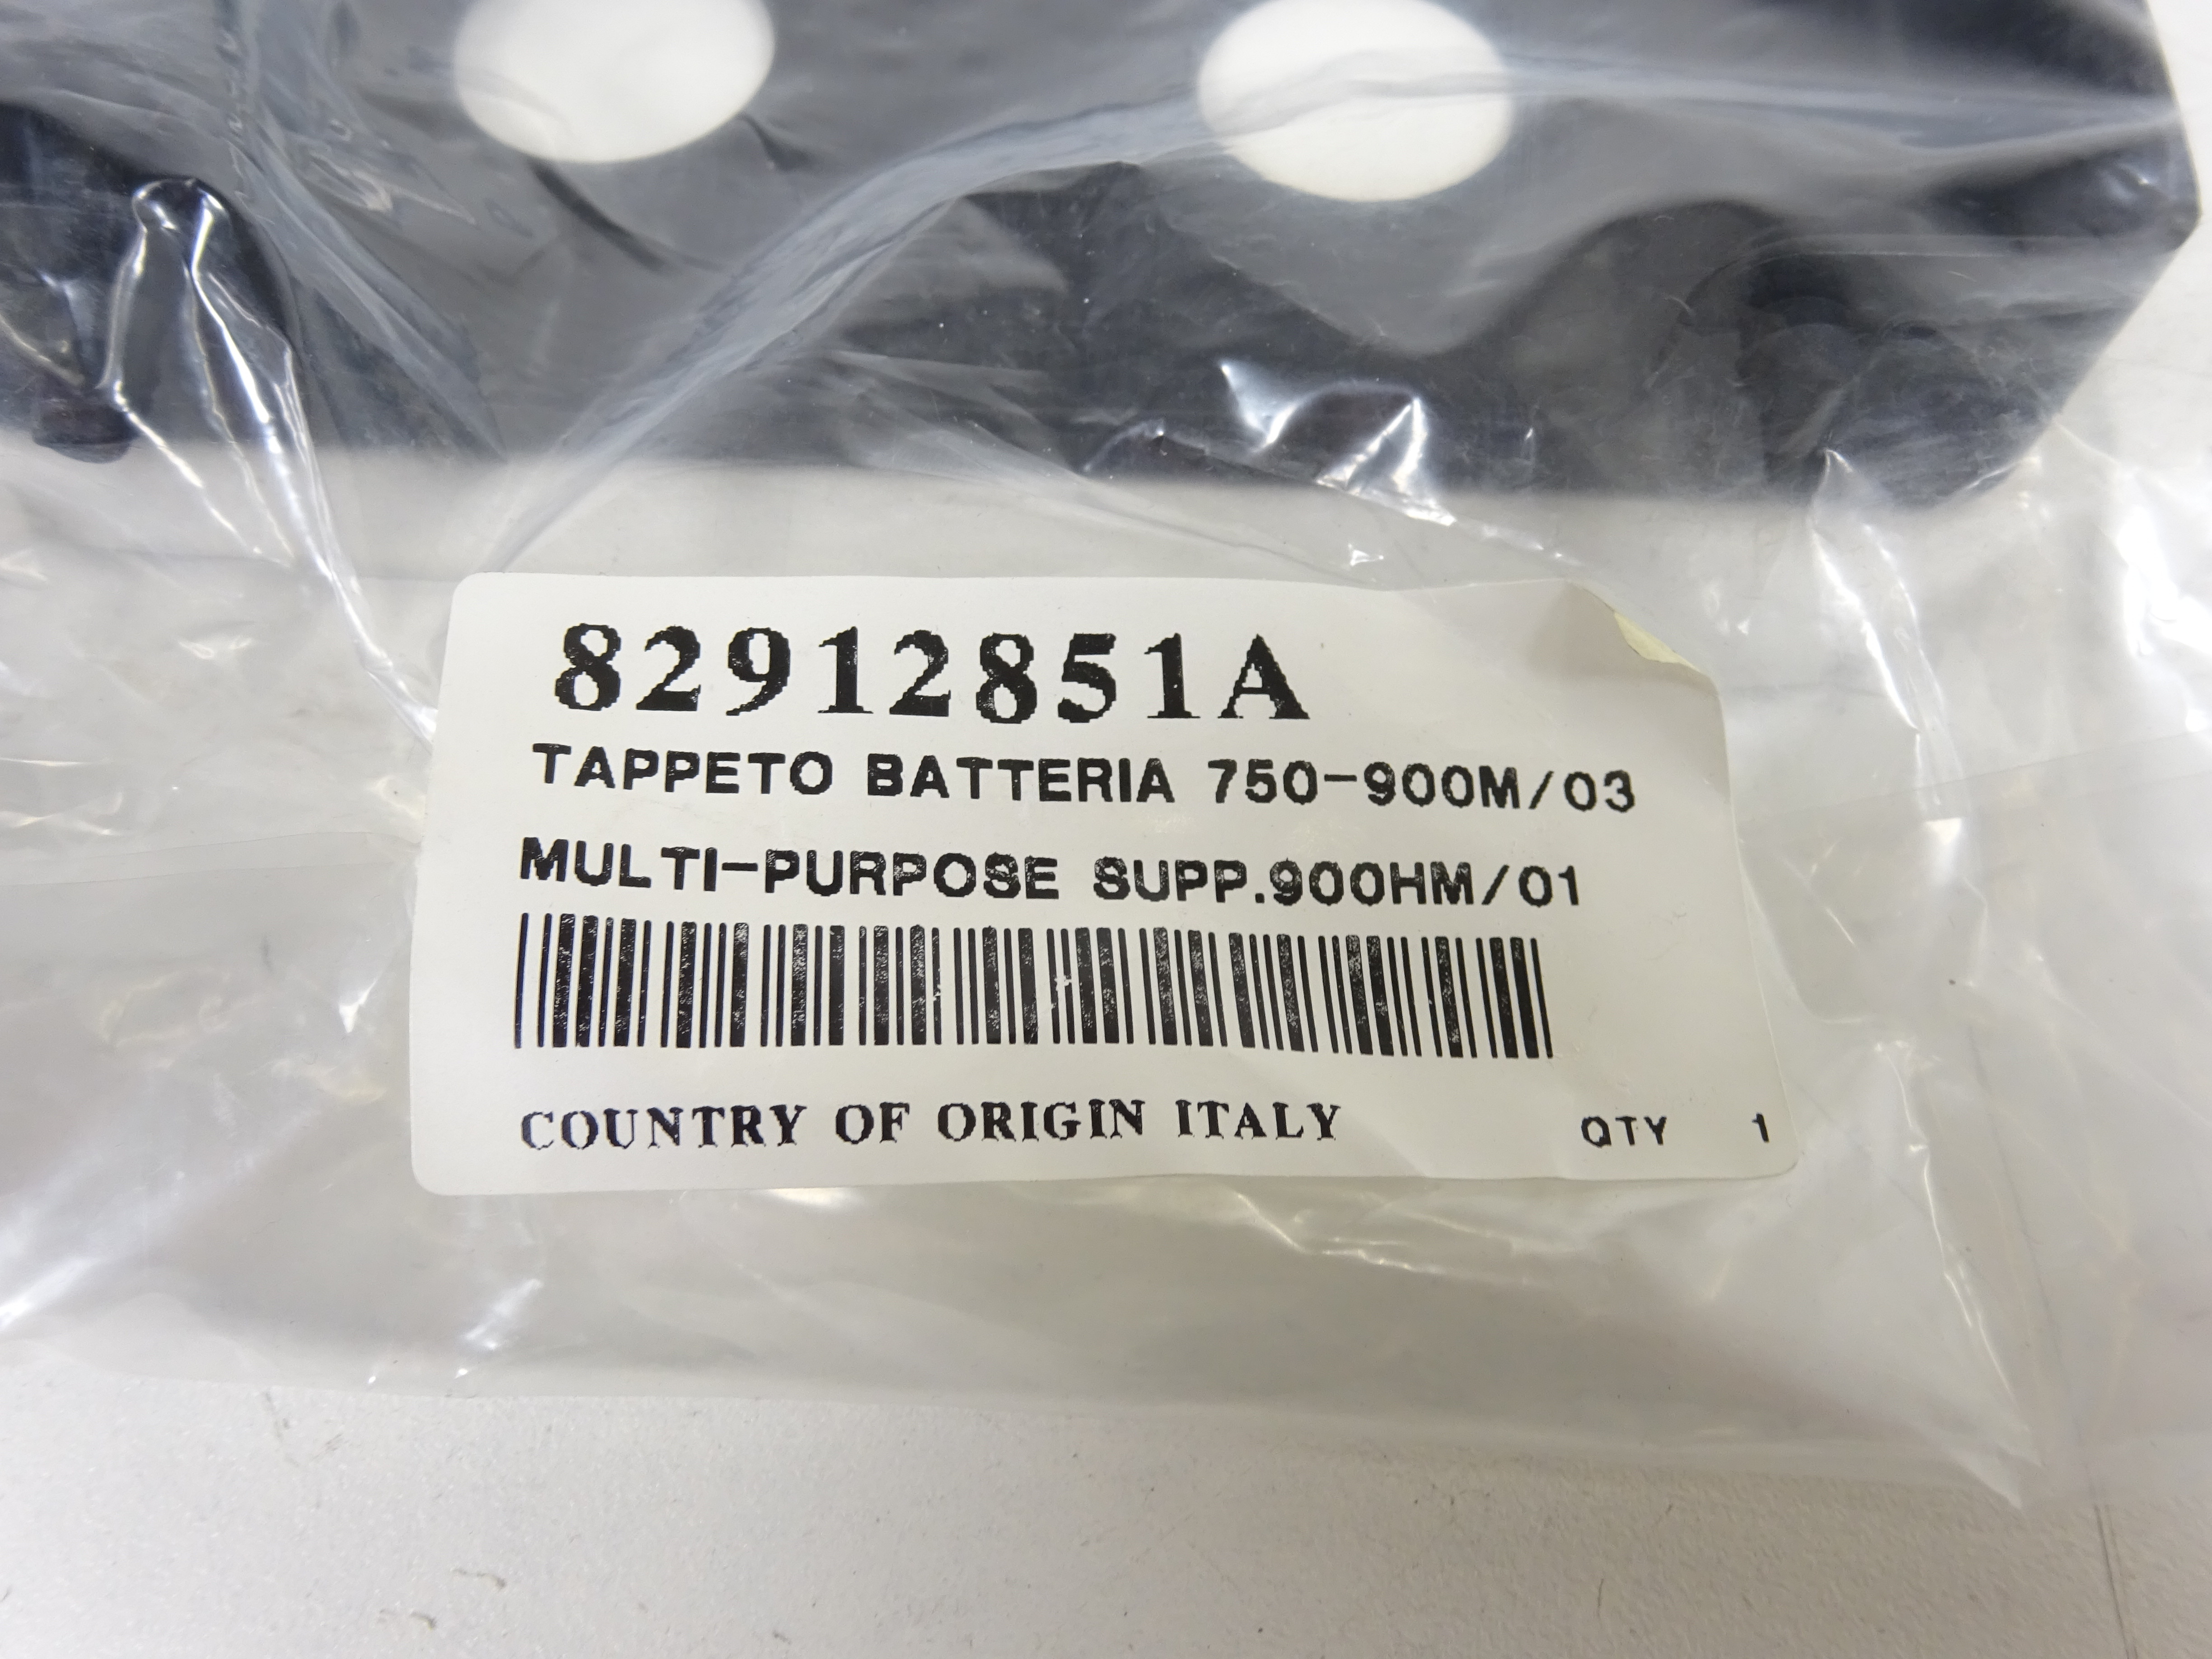 82912851A
TAPPETO BATTERIA 750-900M/03
MULTI-PURPOSE SUPP.900HM/01
COUNTRY OF ORIGIN ITALY QTY 1